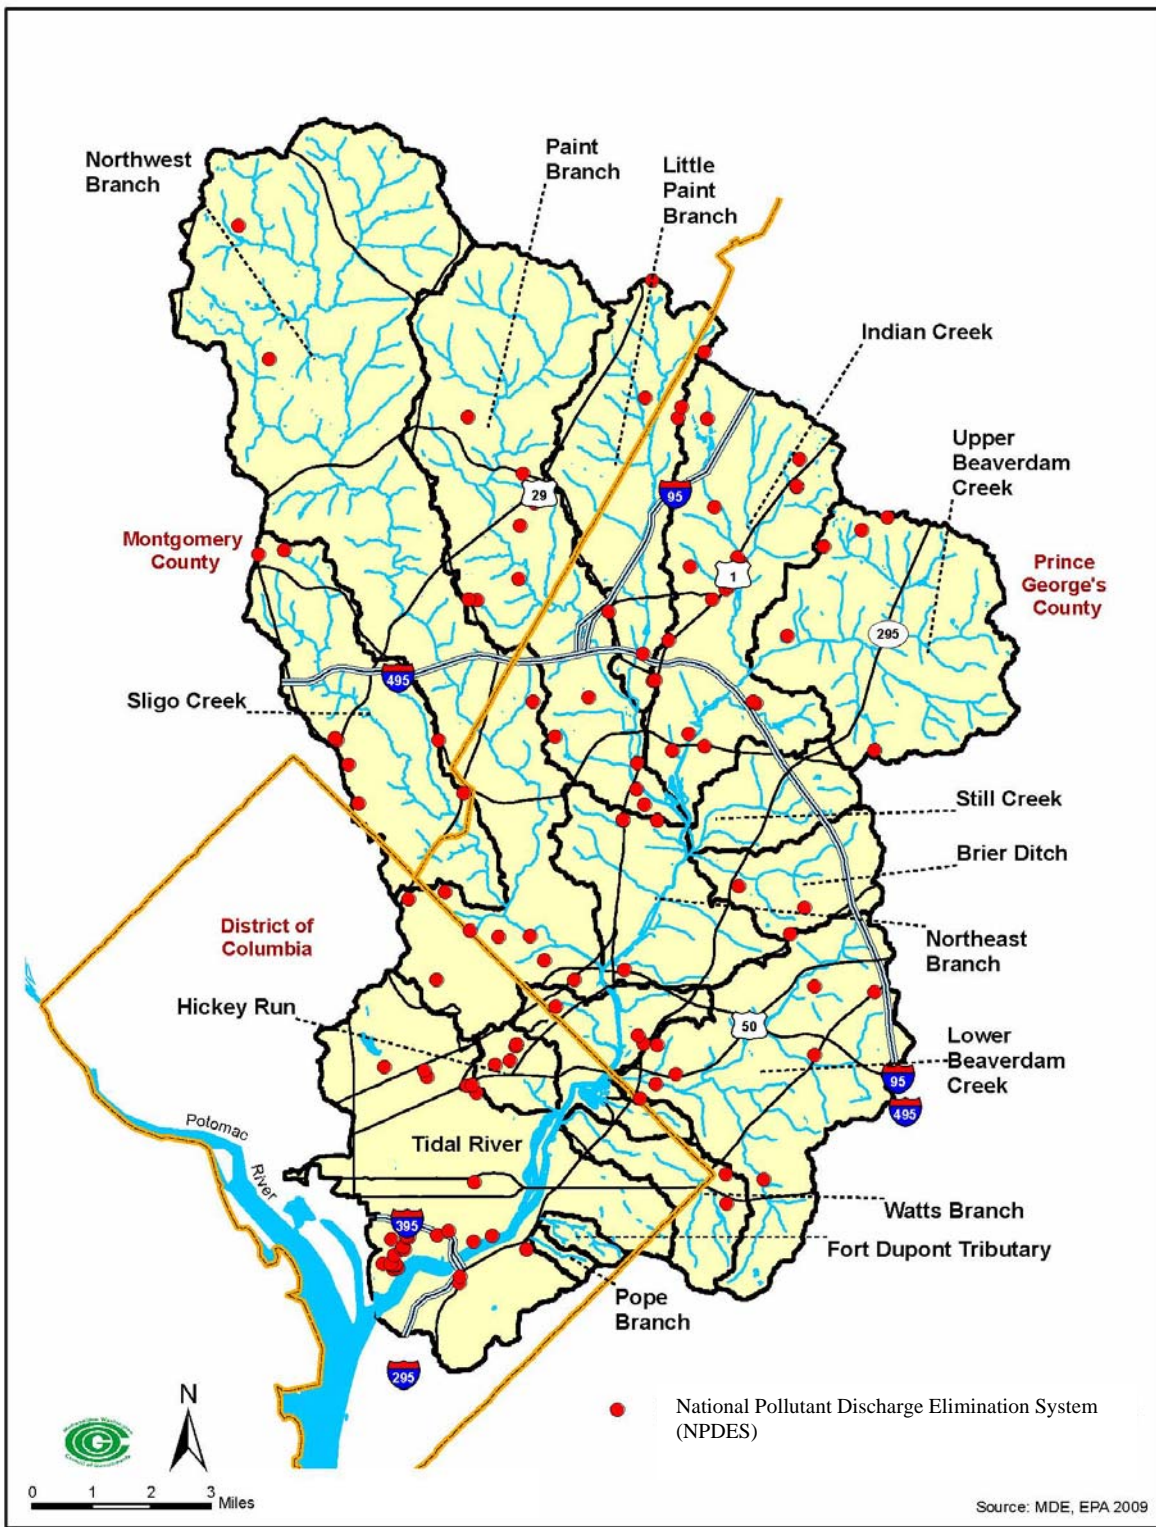 Northwest
Branch
Paint
Branch
Little
Paint
Branch
Indian Creek
Upper
Beaverdam
Creek
29
95
Montgomery
County
1
Prince
George's
County
295
495
Sligo Creek
Still Creek
Brier Ditch
District of
Columbia
Northeast
Branch
Hickey Run
50
Lower
Beaverdam
Creek
95
495
Potomac
River
Tidal River
Watts Branch
395
Fort Dupont Tributary
Pope
Branch
295
N
National Pollutant Discharge Elimination System
(NPDES)
0 1 2 3
Miles
Source: MDE, EPA 2009